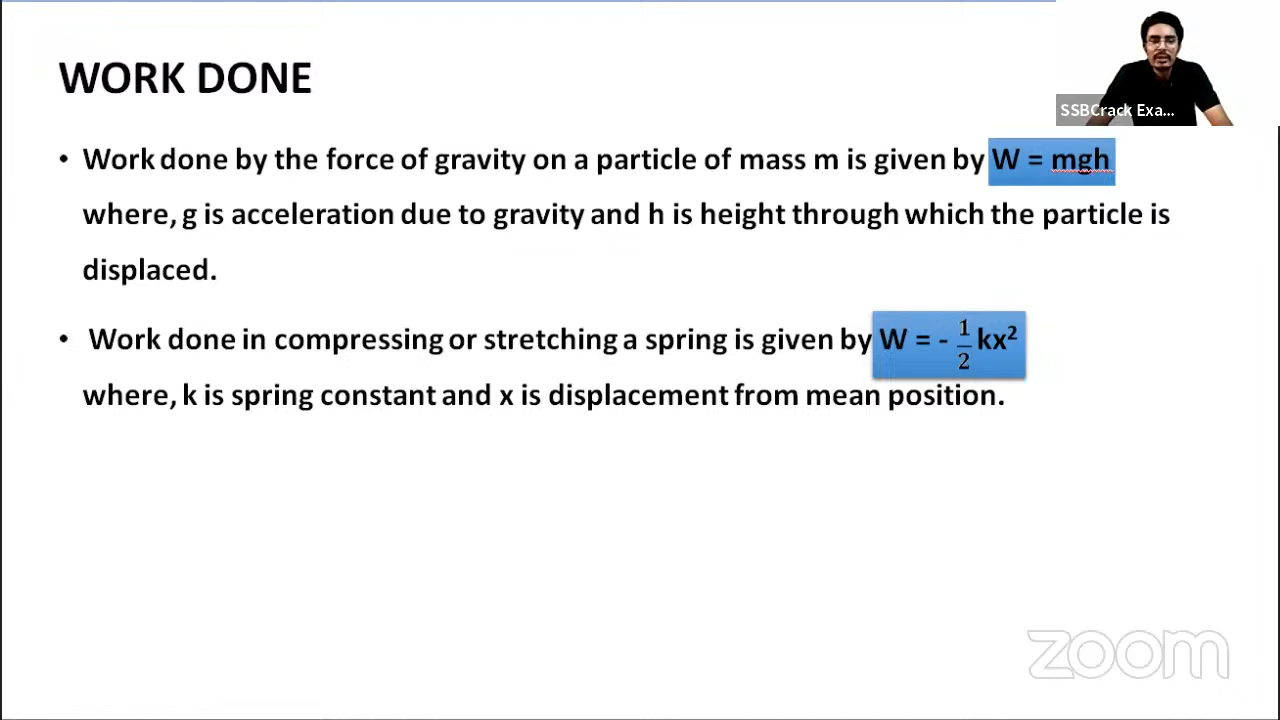 WORK DONE
SSBCrack Exa...
• Work done by the force of gravity on a particle of mass m is given by W = mgh
where, g is acceleration due to gravity and h is height through which the particle is
displaced.
• Work done in compressing or stretching a spring is given by W = - 1/2 kx²
where, k is spring constant and x is displacement from mean position.
zoom